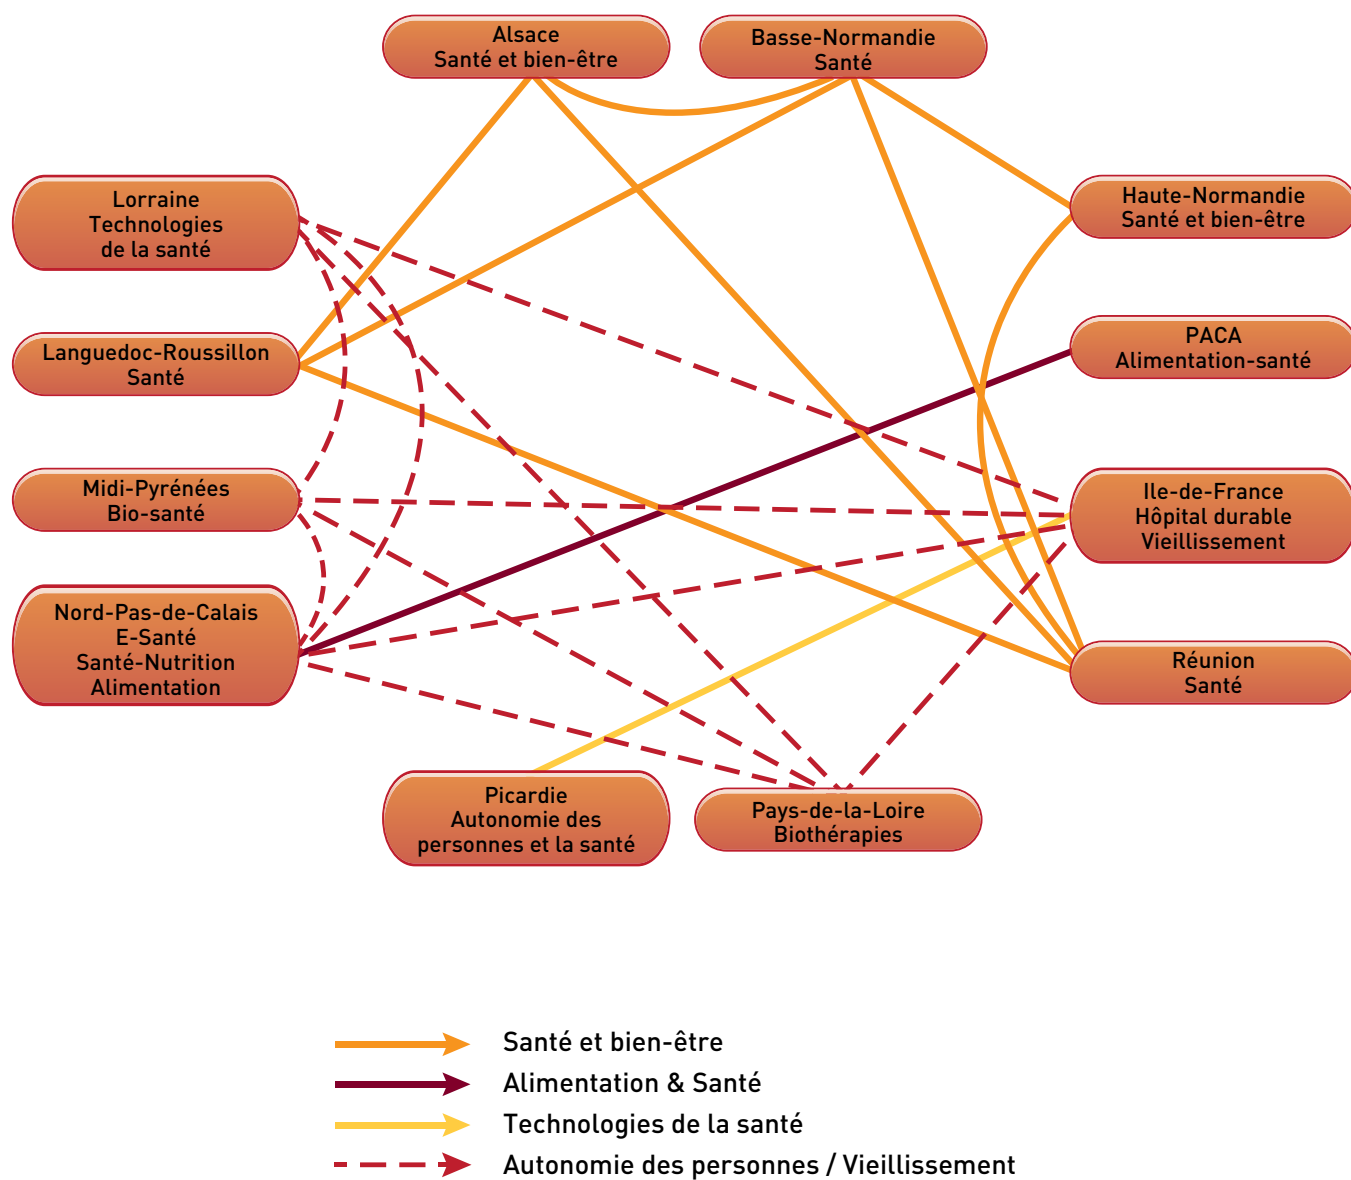 Alsace
Santé et bien-être
Basse-Normandie
Santé
Lorraine
Technologies
de la santé
Haute-Normandie
Santé et bien-être
Languedoc-Roussillon
Santé
PACA
Alimentation-santé
Midi-Pyrénées
Bio-santé
Ile-de-France
Hôpital durable
Vieillissement
Nord-Pas-de-Calais
E-Santé
Santé-Nutrition
Alimentation
Réunion
Santé
Picardie
Autonomie des
personnes et la santé
Pays-de-la-Loire
Biothérapies
Santé et bien-être
Alimentation & Santé
Technologies de la santé
Autonomie des personnes / Vieillissement